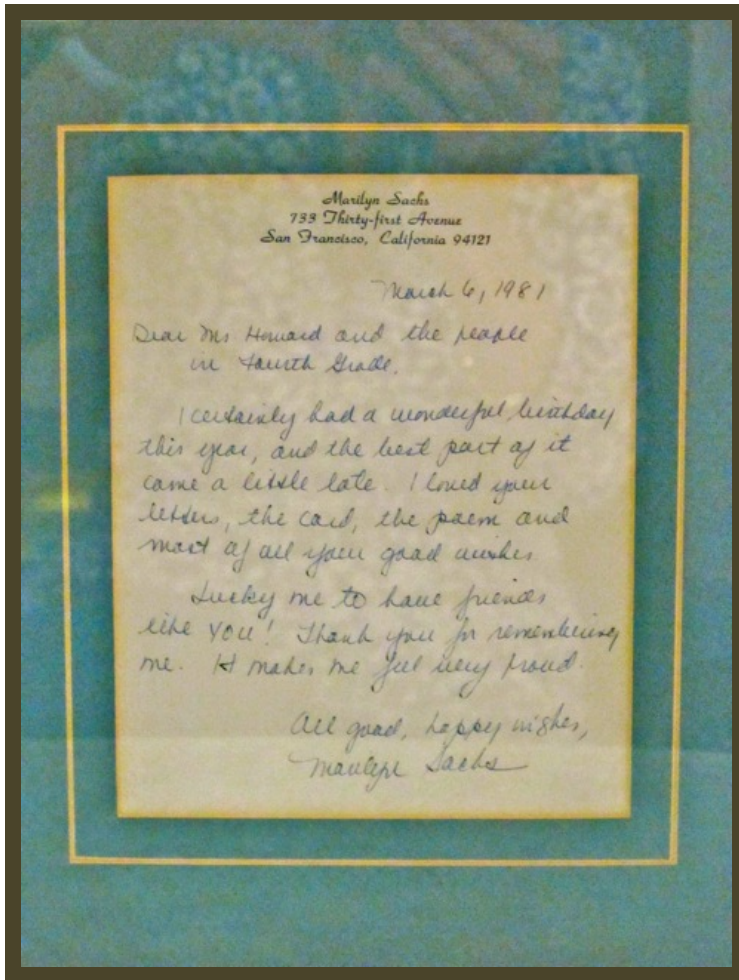 Marilyn Sachs
733 Thirty-first Avenue
San Francisco, California 94121
March 6, 1981
Dear Ms Howard and the people
in Fourth Grade,
I certainly had a wonderful birthday
this year, and the best part of it
came a little late. I loved your
letters, the card, the poem and
most of all your good wishes
Lucky me to have friends
like YOU! Thank you for remembering
me. It makes me feel very proud.
All good, happy wishes,
Marilyn Sachs